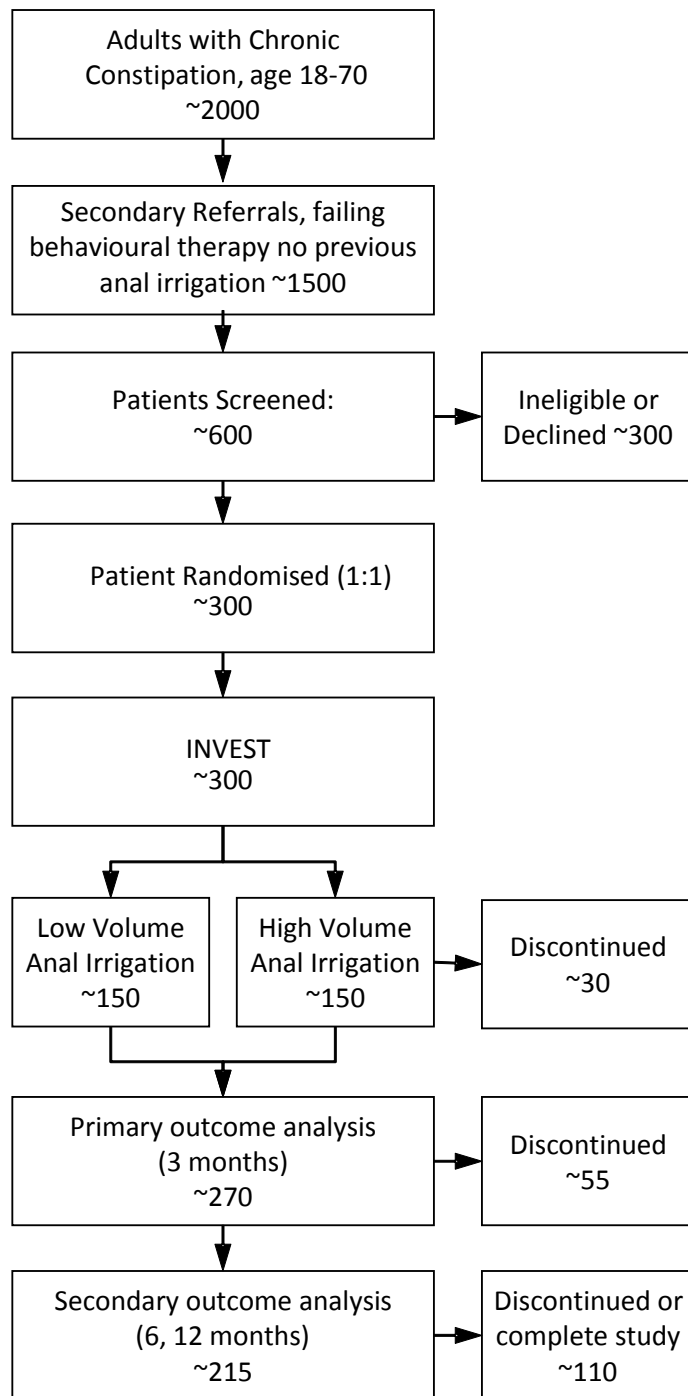 Adults with Chronic
Constipation, age 18-70
~2000
Secondary Referrals, failing
behavioural therapy no previous
anal irrigation ~1500
Patients Screened:
~600
Ineligible or
Declined ~300
Patient Randomised (1:1)
~300
INVEST
~300
Low Volume
Anal Irrigation
~150
High Volume
Anal Irrigation
~150
Discontinued
~30
Primary outcome analysis
(3 months)
~270
Discontinued
~55
Secondary outcome analysis
(6, 12 months)
~215
Discontinued or
complete study
~110